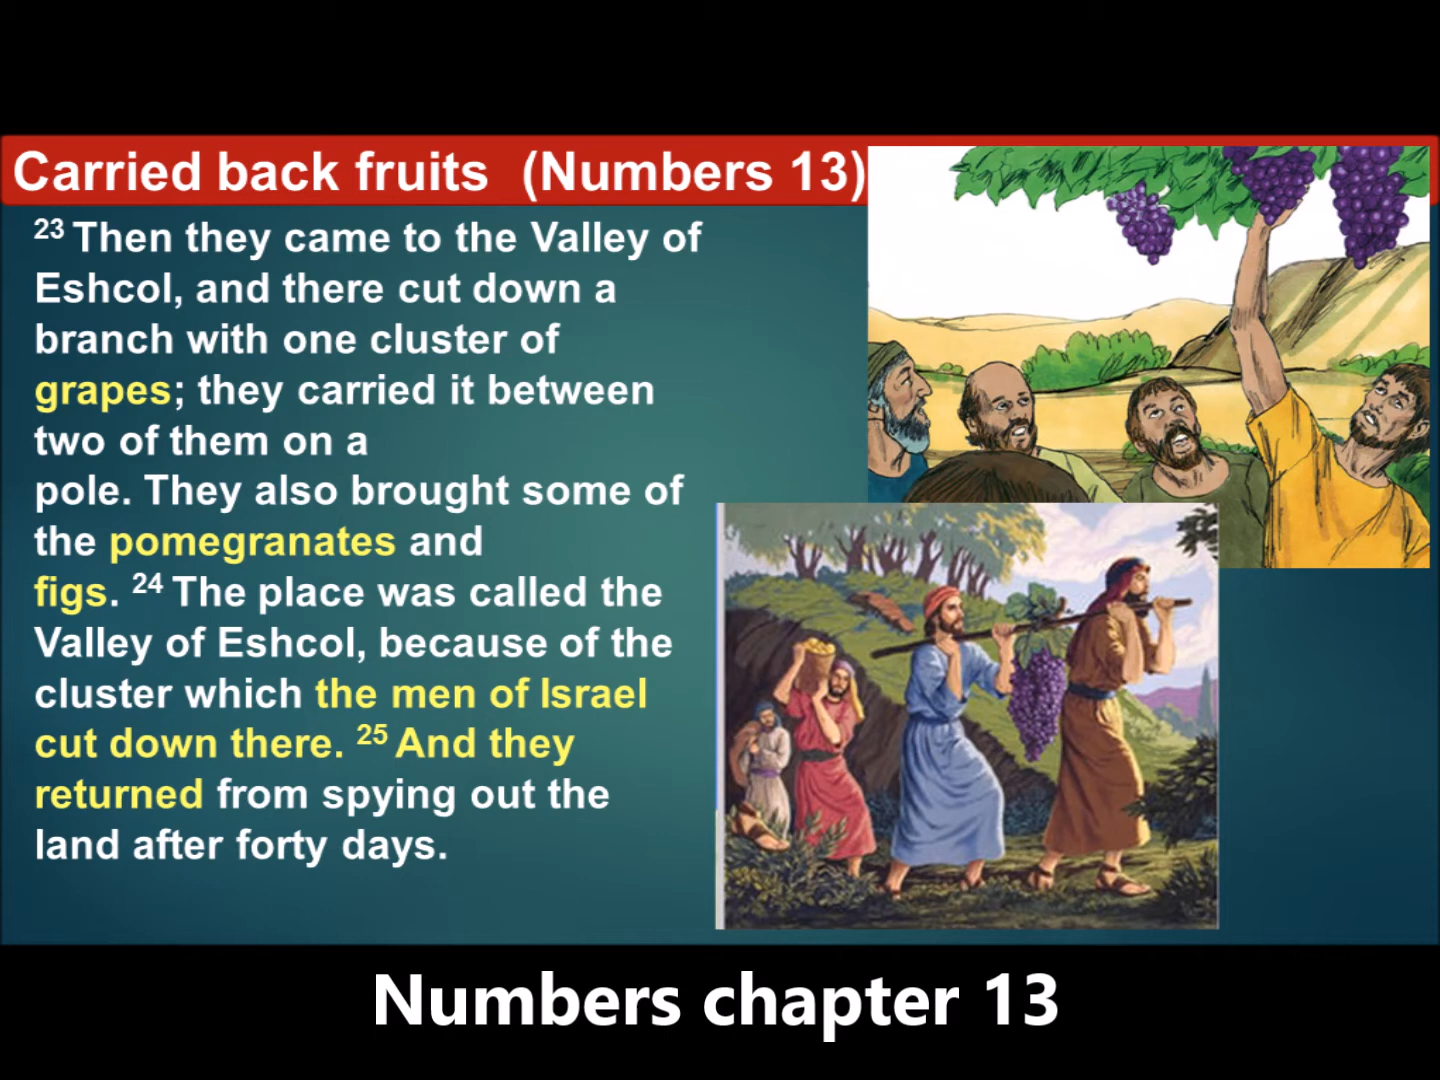 Carried back fruits (Numbers 13)
23 Then they came to the Valley of
Eshcol, and there cut down a
branch with one cluster of
grapes; they carried it between
two of them on a
pole. They also brought some of
the pomegranates and
figs. 24 The place was called the
Valley of Eshcol, because of the
cluster which the men of Israel
cut down there. 25 And they
returned from spying out the
land after forty days.
Numbers chapter 13